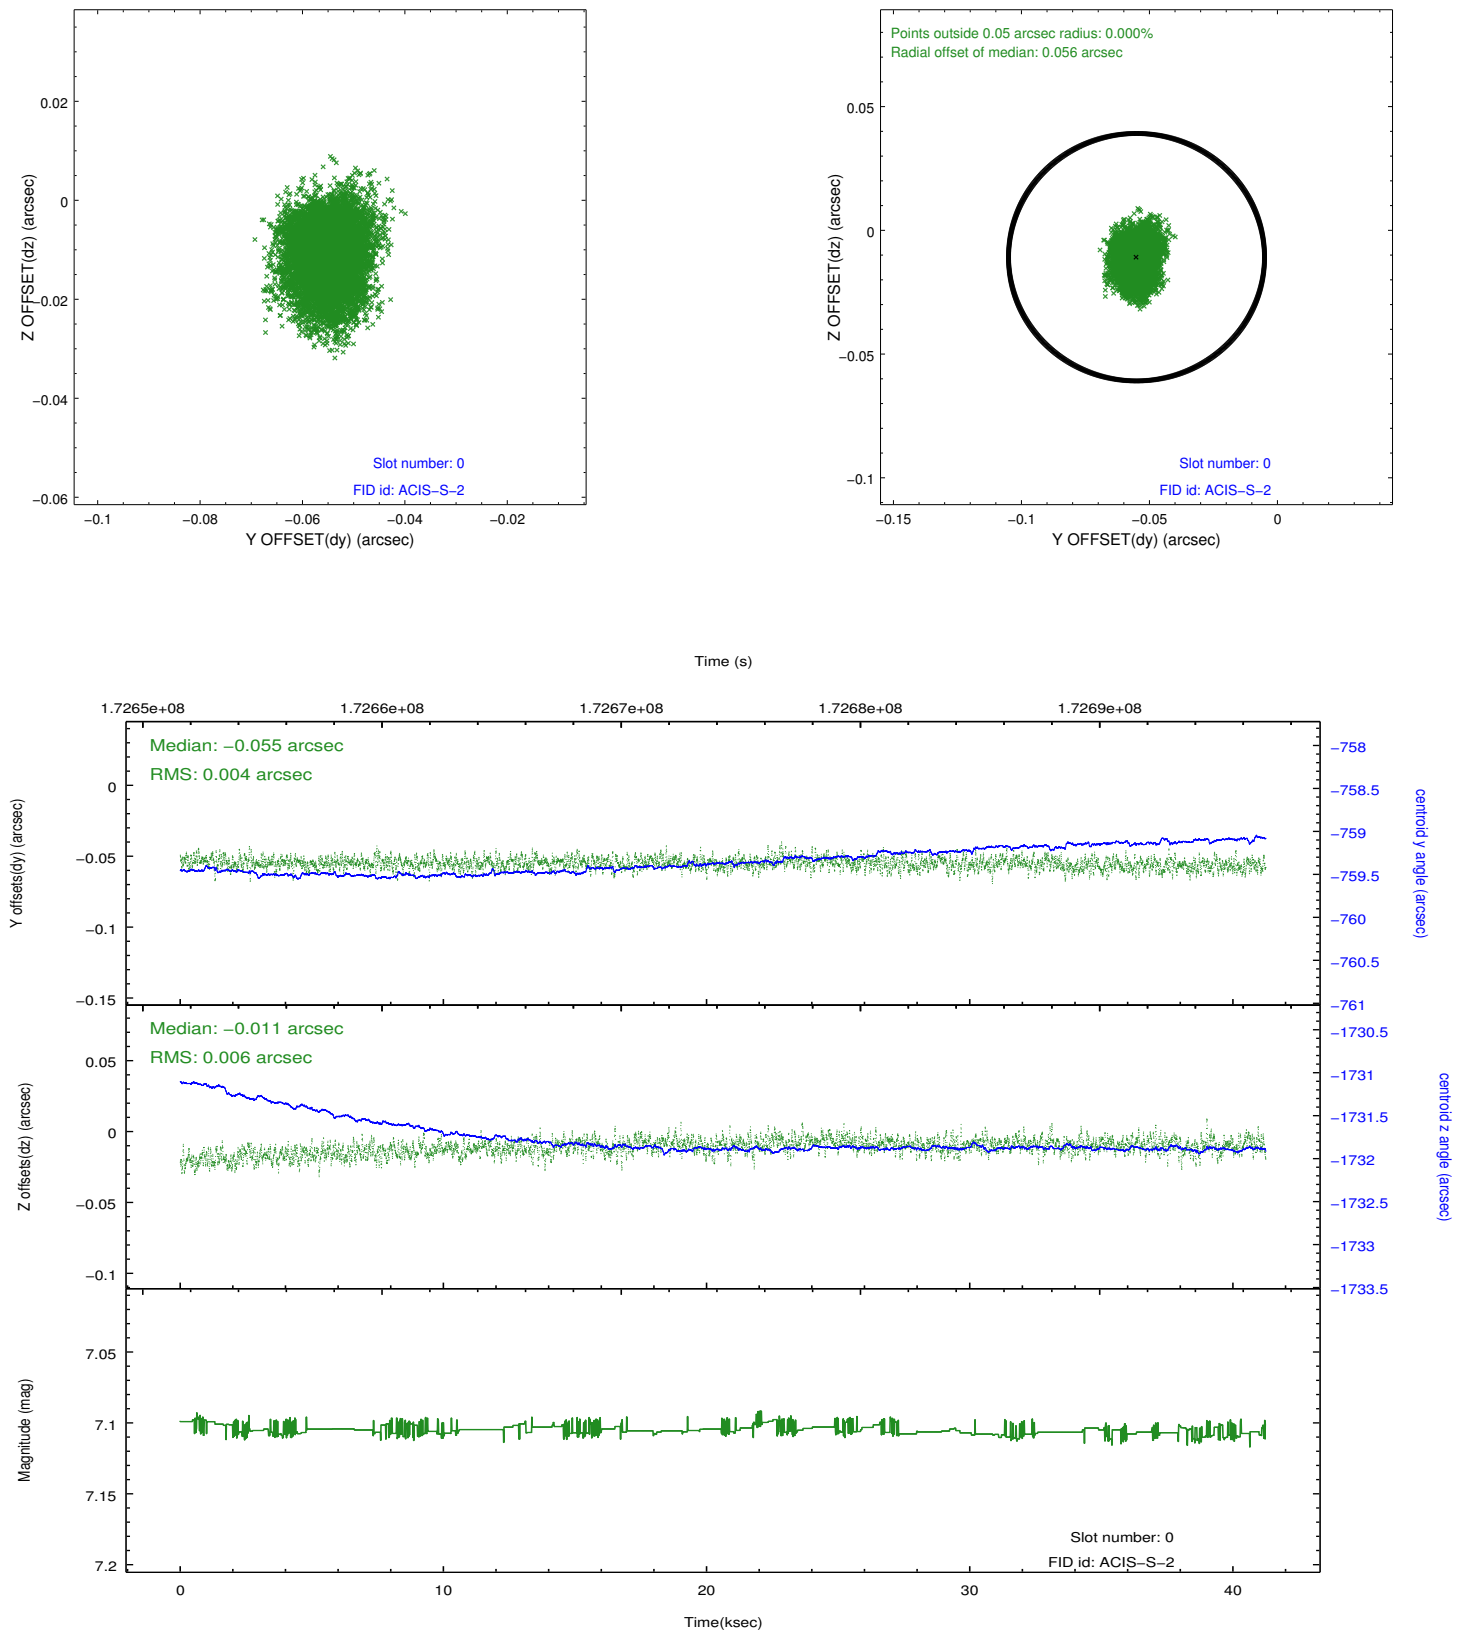 0.02
0
−0.02
−0.04
−0.06
Z OFFSET(dz) (arcsec)
Slot number: 0
FID id: ACIS−S−2
−0.1
−0.08
−0.06
−0.04
−0.02
Y OFFSET(dy) (arcsec)
Points outside 0.05 arcsec radius: 0.000%
Radial offset of median: 0.056 arcsec
0.05
0
−0.05
−0.1
Z OFFSET(dz) (arcsec)
Slot number: 0
FID id: ACIS−S−2
−0.15
−0.1
−0.05
0
Y OFFSET(dy) (arcsec)
Time (s)
1.7265e+08
1.7266e+08
1.7267e+08
1.7268e+08
1.7269e+08
Median: −0.055 arcsec
RMS: 0.004 arcsec
0
−0.05
−0.1
−0.15
Y offsets(dy) (arcsec)
−758
−758.5
−759
−759.5
−760
−760.5
−761
centroid y angle (arcsec)
Median: −0.011 arcsec
RMS: 0.006 arcsec
0.05
0
−0.05
−0.1
Z offsets(dz) (arcsec)
−1730.5
−1731
−1731.5
−1732
−1732.5
−1733
−1733.5
centroid z angle (arcsec)
7.05
7.1
7.15
7.2
Magnitude (mag)
Slot number: 0
FID id: ACIS−S−2
0
10
20
30
40
Time(ksec)